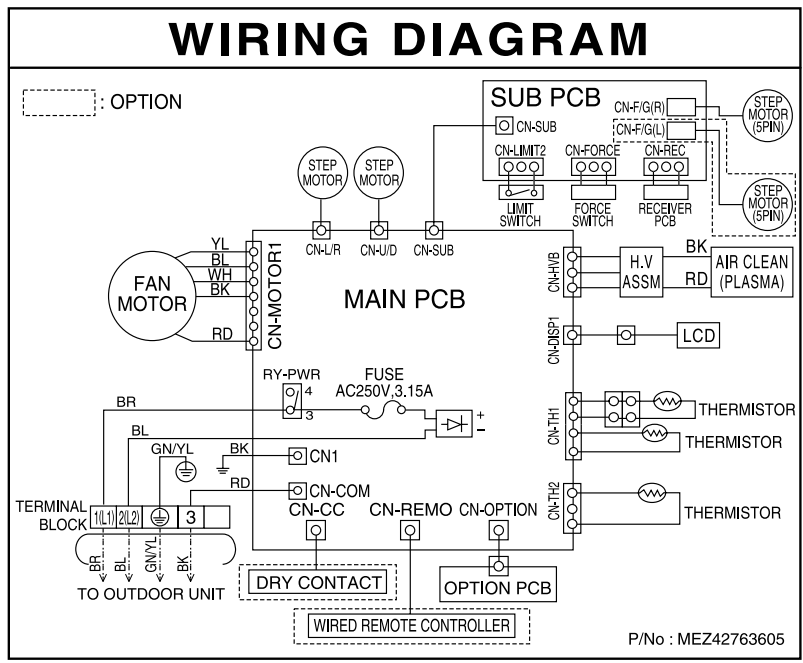 WIRING DIAGRAM
: OPTION
SUB PCB
CN-SUB
CN-F/G(R)
CN-F/G(L)
STEP
MOTOR
(5PIN)
CN-LIMIT2
CN-FORCE
CN-REC
LIMIT
SWITCH
FORCE
SWITCH
RECEIVER
PCB
STEP
MOTOR
(5PIN)
STEP
MOTOR
STEP
MOTOR
CN-L/R
CN-U/D
CN-SUB
FAN
MOTOR
YL
BL
WH
BK
RD
CN-MOTOR1
MAIN PCB
CN-HVB
H.V
ASSM
BK
RD
AIR CLEAN
(PLASMA)
CN-DISP1
LCD
RY-PWR
4
3
FUSE
AC250V,3.15A
+
-
CN-TH1
THERMISTOR
THERMISTOR
CN-TH2
THERMISTOR
BR
BL
GN/YL
BK
CN1
RD
CN-COM
TERMINAL
BLOCK
1(L1)
2(L2)
3
BR
BL
GN/YL
BK
TO OUTDOOR UNIT
CN-CC
CN-REMO
CN-OPTION
DRY CONTACT
OPTION PCB
WIRED REMOTE CONTROLLER
P/No : MEZ42763605